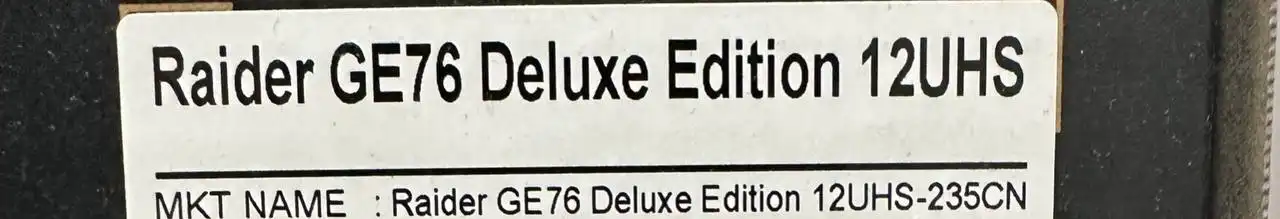 Raider GE76 Deluxe Edition 12UHS
MKT NAME : Raider GE76 Deluxe Edition 12UHS-235CN